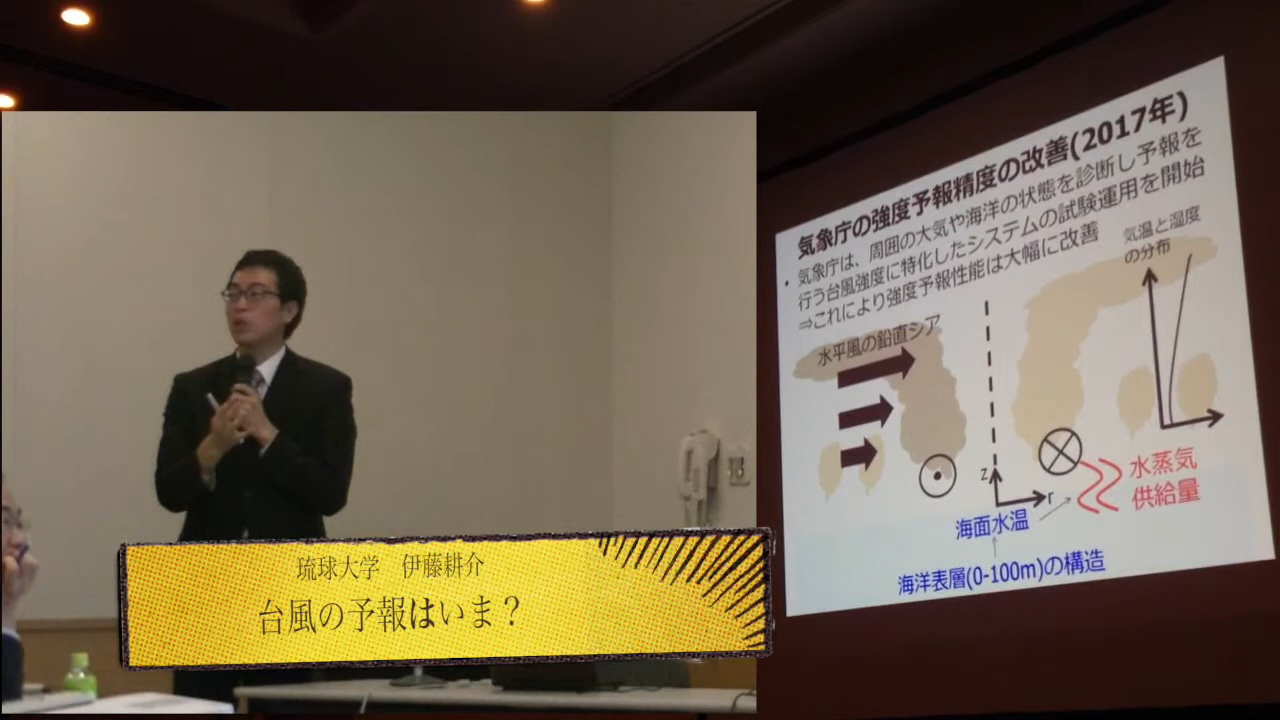 琉球大学　伊藤耕介
台風の予報はいま？
気象庁の強度予報精度の改善(2017年)
・気象庁は、周囲の大気や海洋の状態を診断し予報を
行う台風強度に特化したシステムの試験運用を開始
⇒これにより強度予報性能は大幅に改善
気温と湿度
の分布
水平風の鉛直シア
z
r
水蒸気
供給量
海面水温
海洋表層(0-100m)の構造